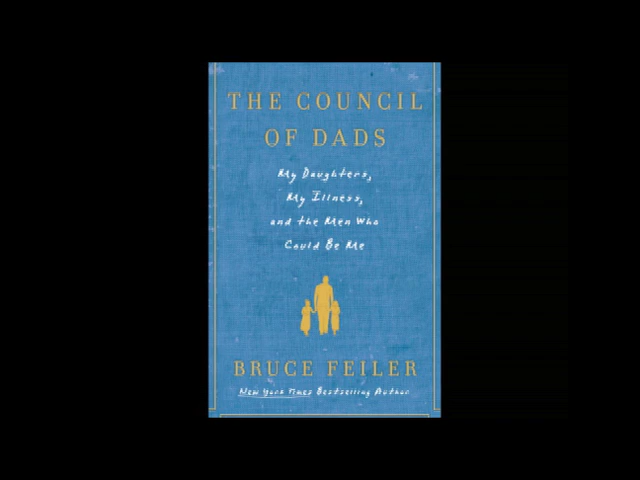 THE COUNCIL
OF DADS
My Daughters,
My Illness,
and the Men Who
Could Be Me
BRUCE FEILER
New York Times Bestselling Author